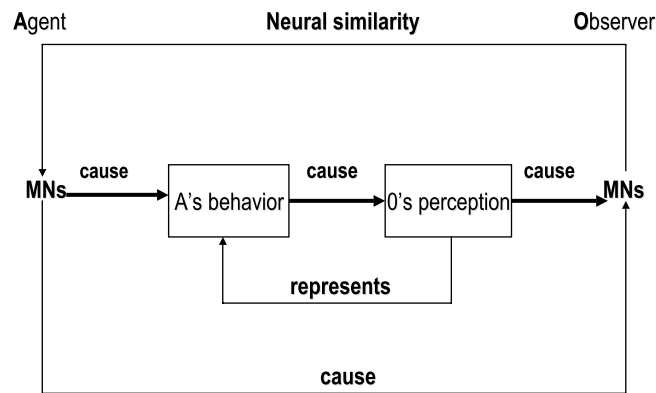 Agent Neural similarity Observer
cause cause cause
MNs A's behavior 0's perception MNs
represents
cause